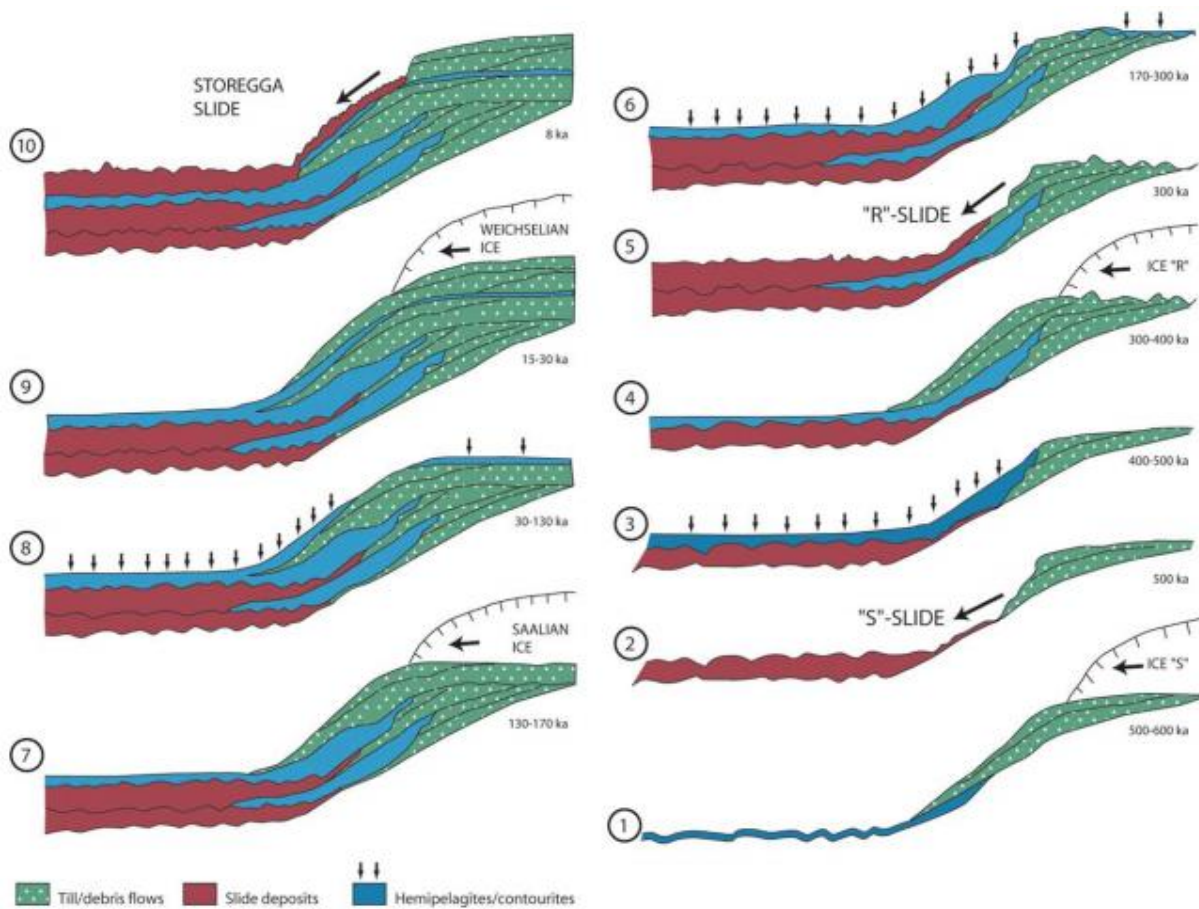 STOREGGA
SLIDE
10
8 ka
WEICHSELIAN
ICE
9
15-30 ka
8
30-130 ka
SAALIAN
ICE
7
130-170 ka
6
170-300 ka
"R"-SLIDE
300 ka
5
ICE "R"
300-400 ka
4
400-500 ka
3
"S"-SLIDE
500 ka
2
ICE "S"
500-600 ka
1
Till/debris flows
Slide deposits
Hemipelagites/contourites